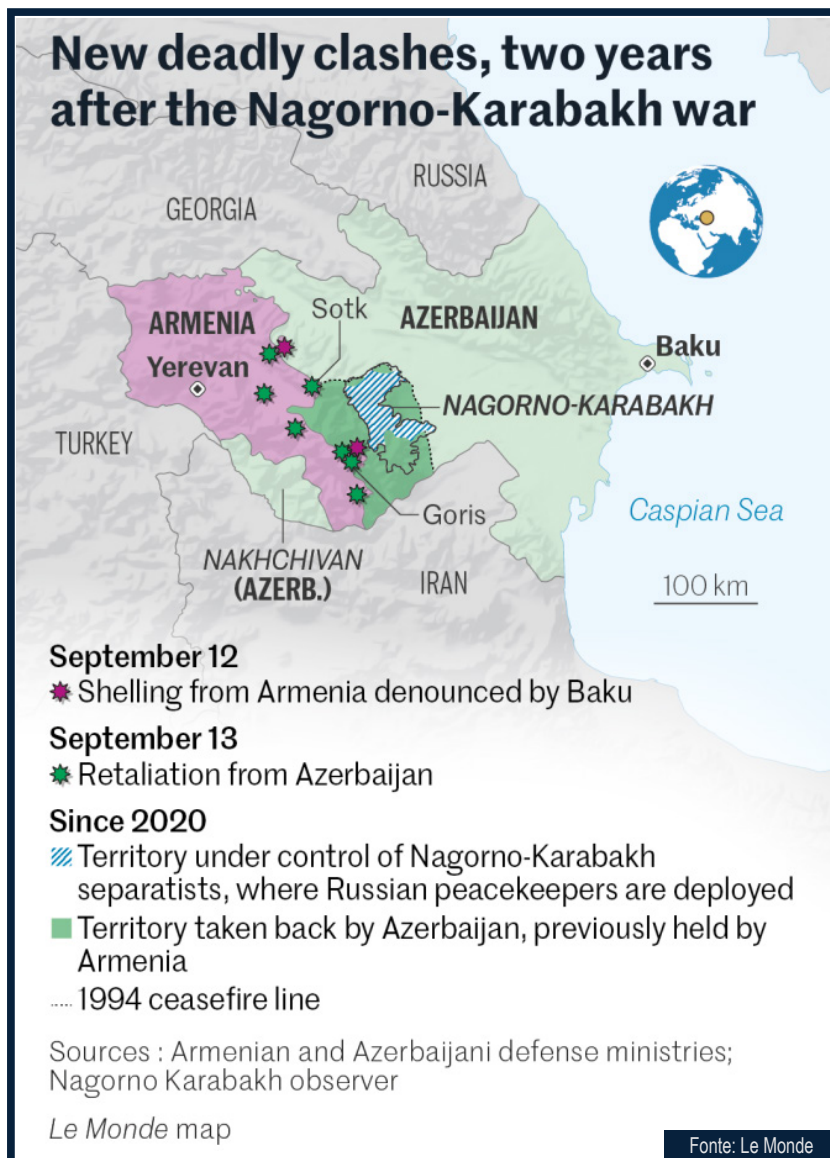 New deadly clashes, two years
after the Nagorno-Karabakh war
RUSSIA
GEORGIA
Sotk
ARMENIA
AZERBAIJAN
Baku
Yerevan
NAGORNO-KARABAKH
TURKEY
Goris
Caspian Sea
NAKHCHIVAN
(AZERB.)
IRAN
100 km
September 12
Shelling from Armenia denounced by Baku
September 13
Retaliation from Azerbaijan
Since 2020
Territory under control of Nagorno-Karabakh
separatists, where Russian peacekeepers are deployed
Territory taken back by Azerbaijan, previously held by
Armenia
1994 ceasefire line
Sources : Armenian and Azerbaijani defense ministries;
Nagorno Karabakh observer
Le Monde map
Fonte: Le Monde